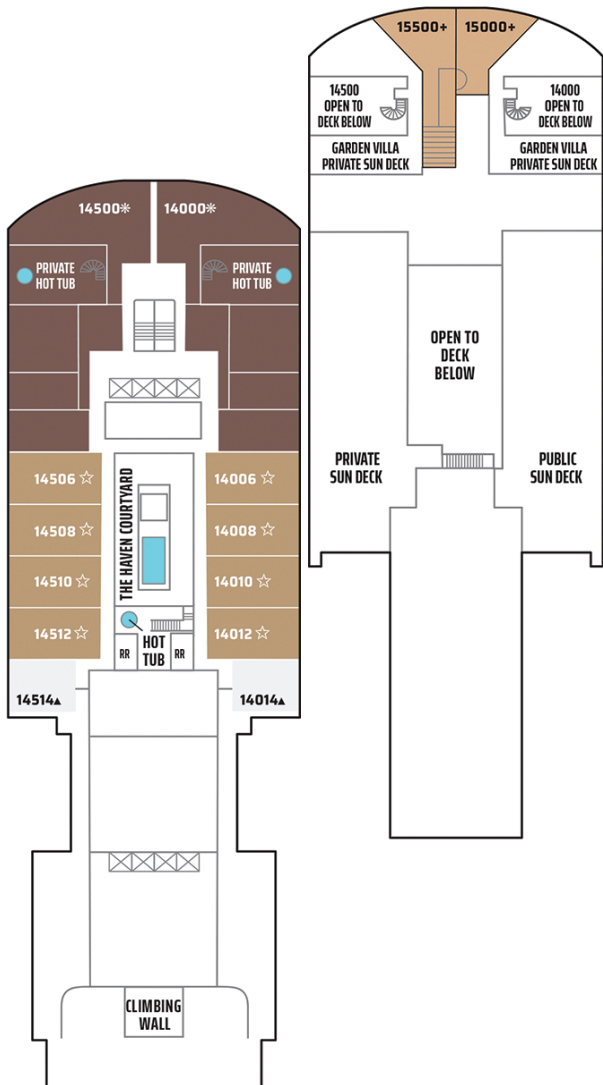 15500+ 15000+
14500
OPEN TO
DECK BELOW
14000
OPEN TO
DECK BELOW
GARDEN VILLA
PRIVATE SUN DECK
GARDEN VILLA
PRIVATE SUN DECK
OPEN TO
DECK
BELOW
PRIVATE
SUN DECK
PUBLIC
SUN DECK
14500✳ 14000✳
PRIVATE
HOT TUB
PRIVATE
HOT TUB
14506☆ 14006☆
14508☆ 14008☆
14510☆ 14010☆
14512☆ 14012☆
THE HAVEN COURTYARD
HOT
TUB
RR RR
14514▲ 14014▲
CLIMBING
WALL